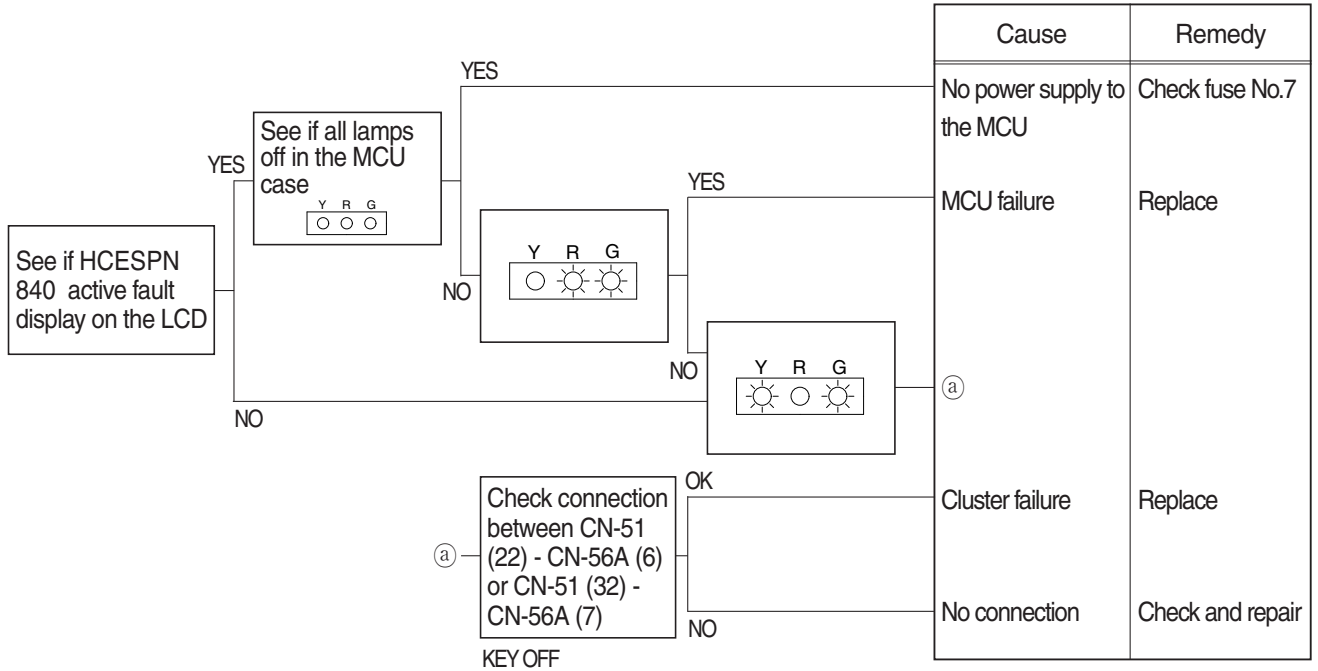 Cause Remedy
YES
No power supply to Check fuse No.7
the MCU
See if all lamps
off in the MCU
case
Y R G
YES
YES
MCU failure Replace
See if HCESPN
840 active fault
display on the LCD
Y R G
NO
NO
Y R G
ⓐ
NO
Check connection
between CN-51
(22) - CN-56A (6)
or CN-51 (32) -
CN-56A (7)
ⓐ
OK
Cluster failure Replace
No connection Check and repair
NO
KEY OFF